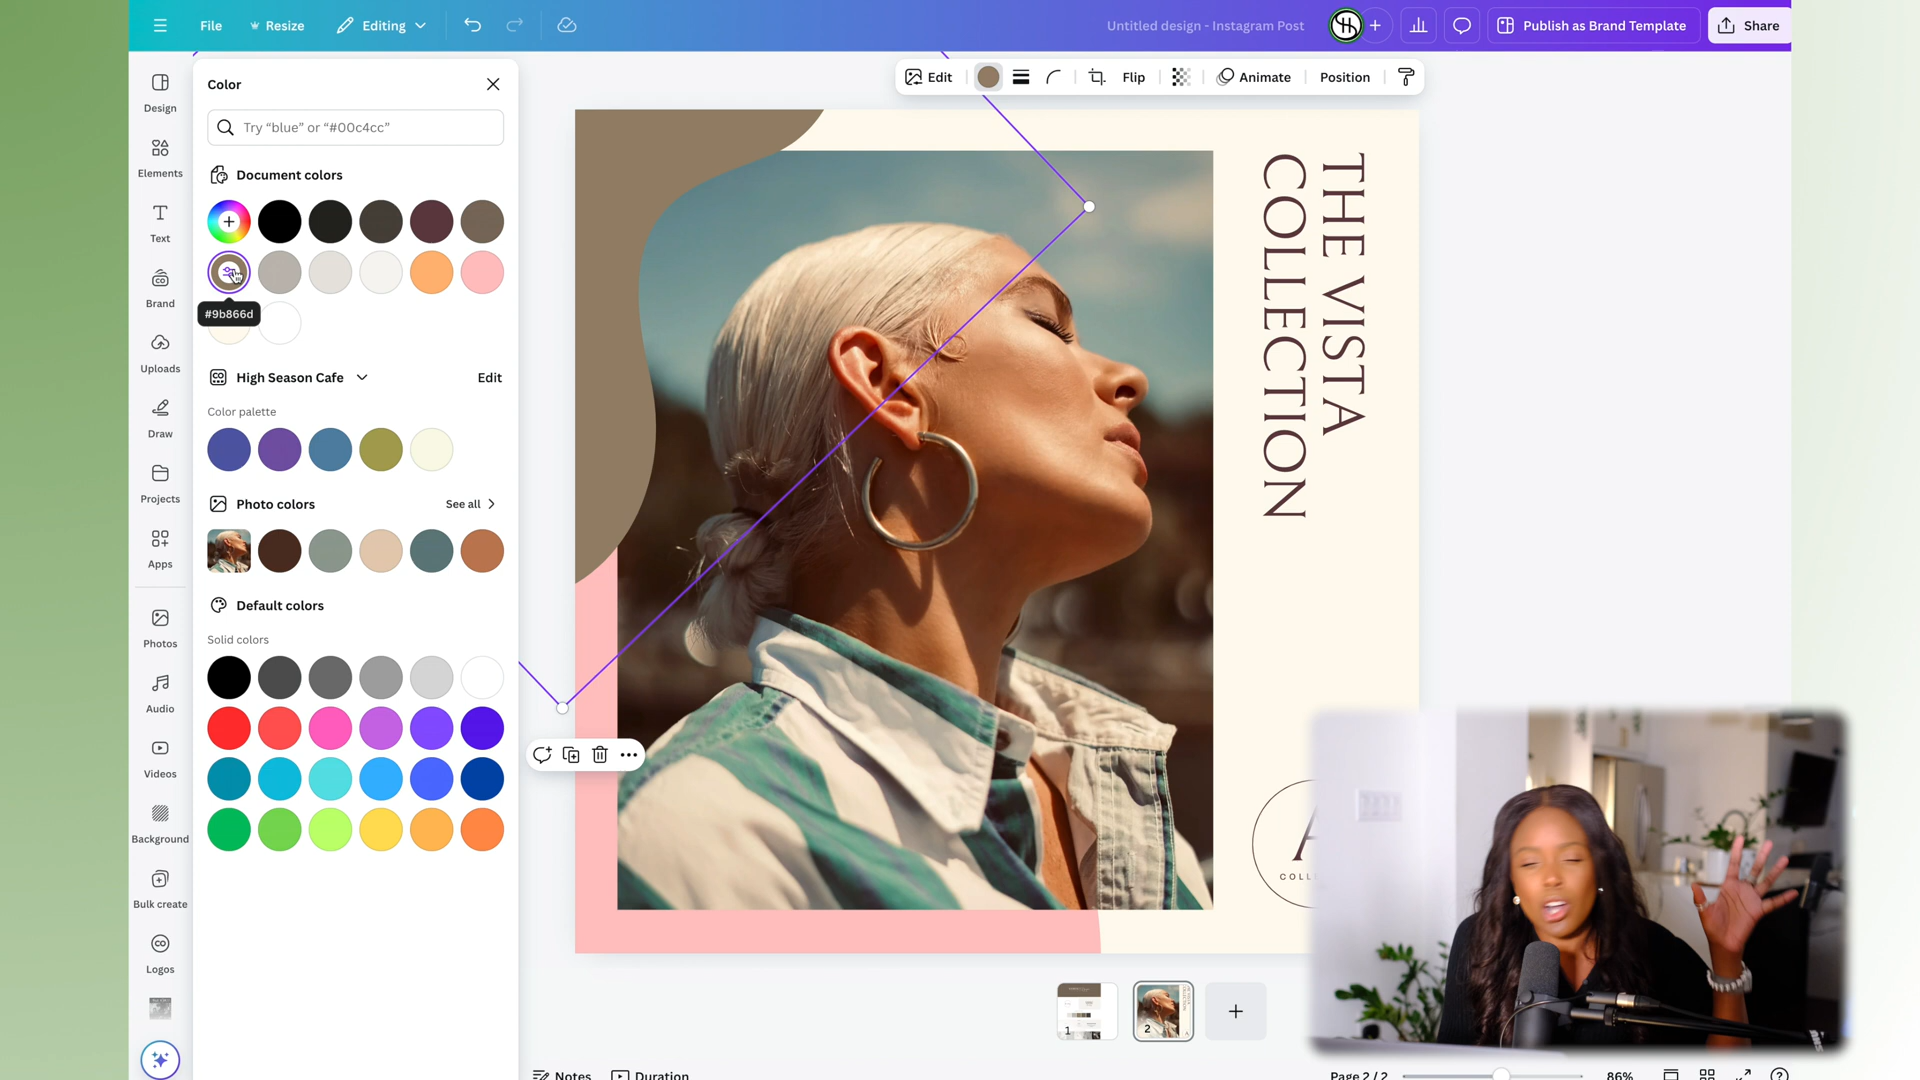 File
Resize
Editing
Untitled design - Instagram Post
Publish as Brand Template
Share
Design
Elements
Text
Brand
Uploads
Draw
Projects
Apps
Photos
Audio
Videos
Background
Bulk create
Logos
Color
Try “blue” or “#00c4cc”
Document colors
#9b866d
High Season Cafe
Edit
Color palette
Photo colors
See all
Default colors
Solid colors
Edit
Flip
Animate
Position
THE VISTA
COLLECTION
A
COLL
1
2
Notes
Duration
Page 2 / 2
86%